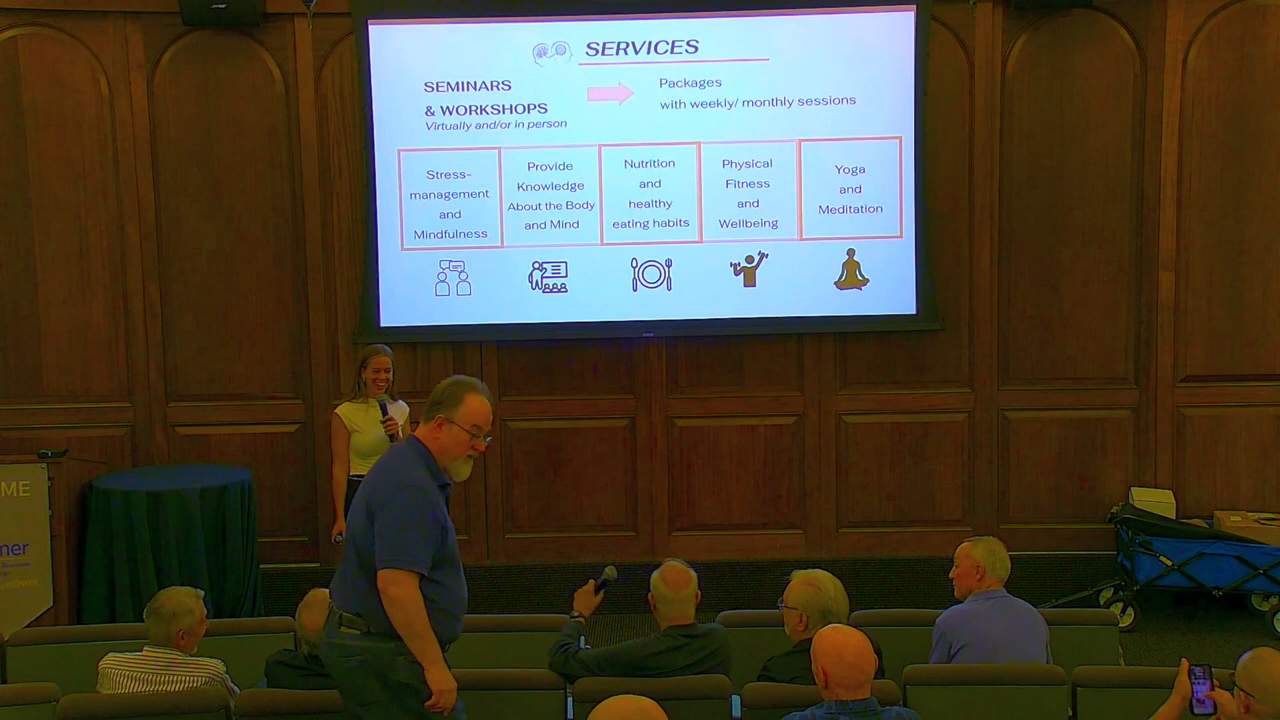 SERVICES
SEMINARS
& WORKSHOPS
Virtually and/or in person
Packages
with weekly/ monthly sessions
Stress-
management
and
Mindfulness
Provide
Knowledge
About the Body
and Mind
Nutrition
and
healthy
eating habits
Physical
Fitness
and
Wellbeing
Yoga
and
Meditation
OME
ner